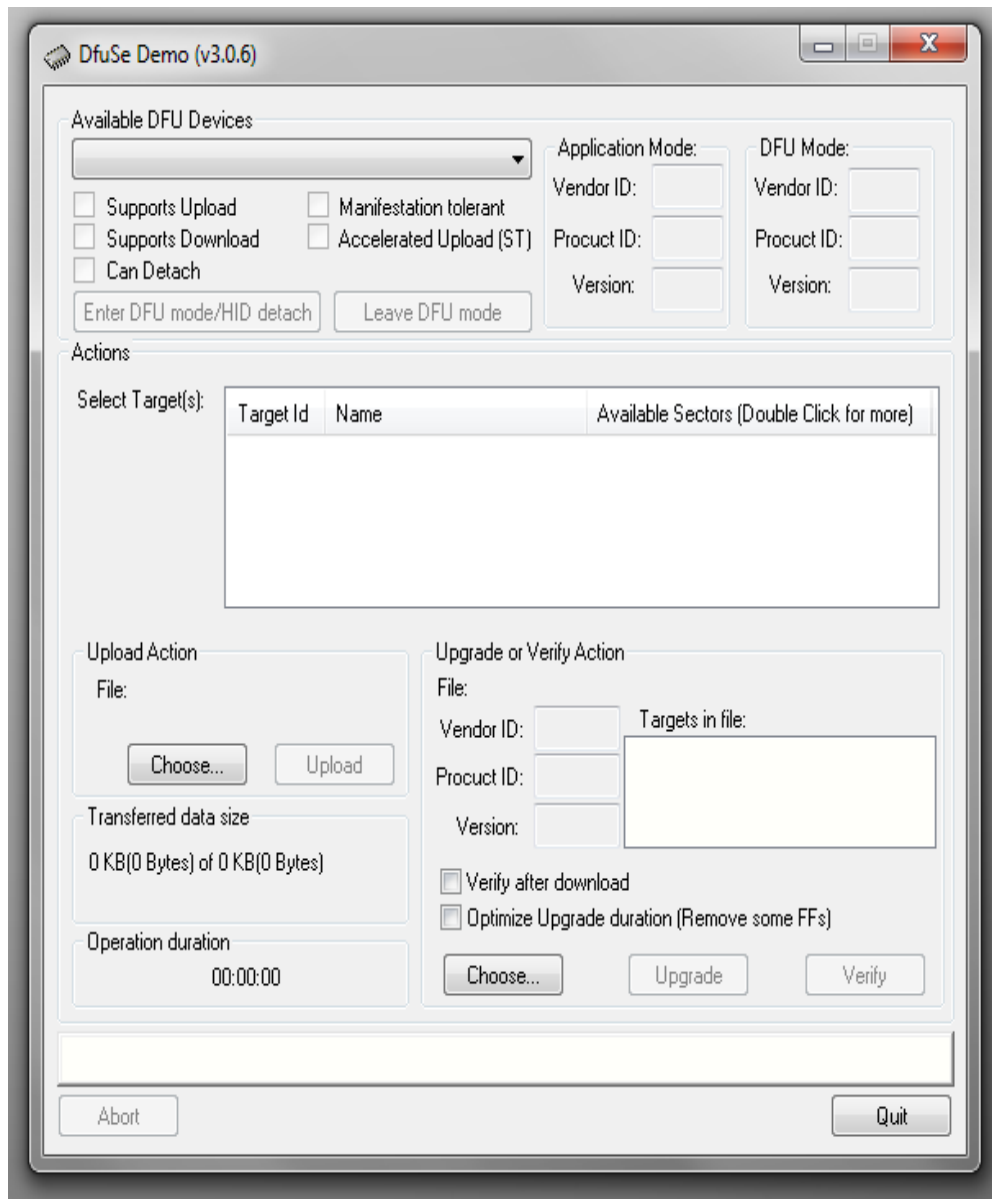 DfuSe Demo (v3.0.6)
Available DFU Devices
Supports Upload
Manifestation tolerant
Supports Download
Accelerated Upload (ST)
Can Detach
Enter DFU mode/HID detach
Leave DFU mode
Application Mode:
Vendor ID:
Procuct ID:
Version:
DFU Mode:
Vendor ID:
Procuct ID:
Version:
Actions
Select Target(s):
Target Id Name Available Sectors (Double Click for more)
Upload Action
File:
Choose... Upload
Transferred data size
0 KB(0 Bytes) of 0 KB(0 Bytes)
Operation duration
00:00:00
Upgrade or Verify Action
File:
Vendor ID:
Procuct ID:
Version:
Targets in file:
Verify after download
Optimize Upgrade duration (Remove some FFs)
Choose... Upgrade Verify
Abort Quit